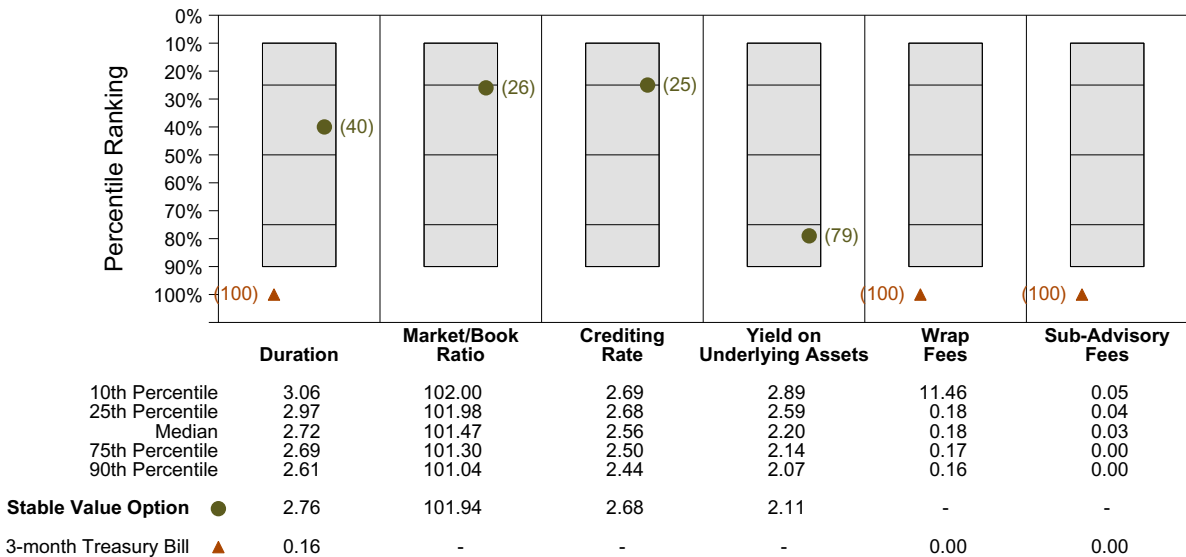 Percentile Ranking
0%
10%
20%
30%
40%
50%
60%
70%
80%
90%
100%
(40)
(26)
(25)
(79)
(100)
(100)
(100)
Duration
Market/Book Ratio
Crediting Rate
Yield on Underlying Assets
Wrap Fees
Sub-Advisory Fees
10th Percentile 3.06 102.00 2.69 2.89 11.46 0.05
25th Percentile 2.97 101.98 2.68 2.59 0.18 0.04
Median 2.72 101.47 2.56 2.20 0.18 0.03
75th Percentile 2.69 101.30 2.50 2.14 0.17 0.00
90th Percentile 2.61 101.04 2.44 2.07 0.16 0.00
Stable Value Option 2.76 101.94 2.68 2.11 - -
3-month Treasury Bill 0.16 - - - 0.00 0.00